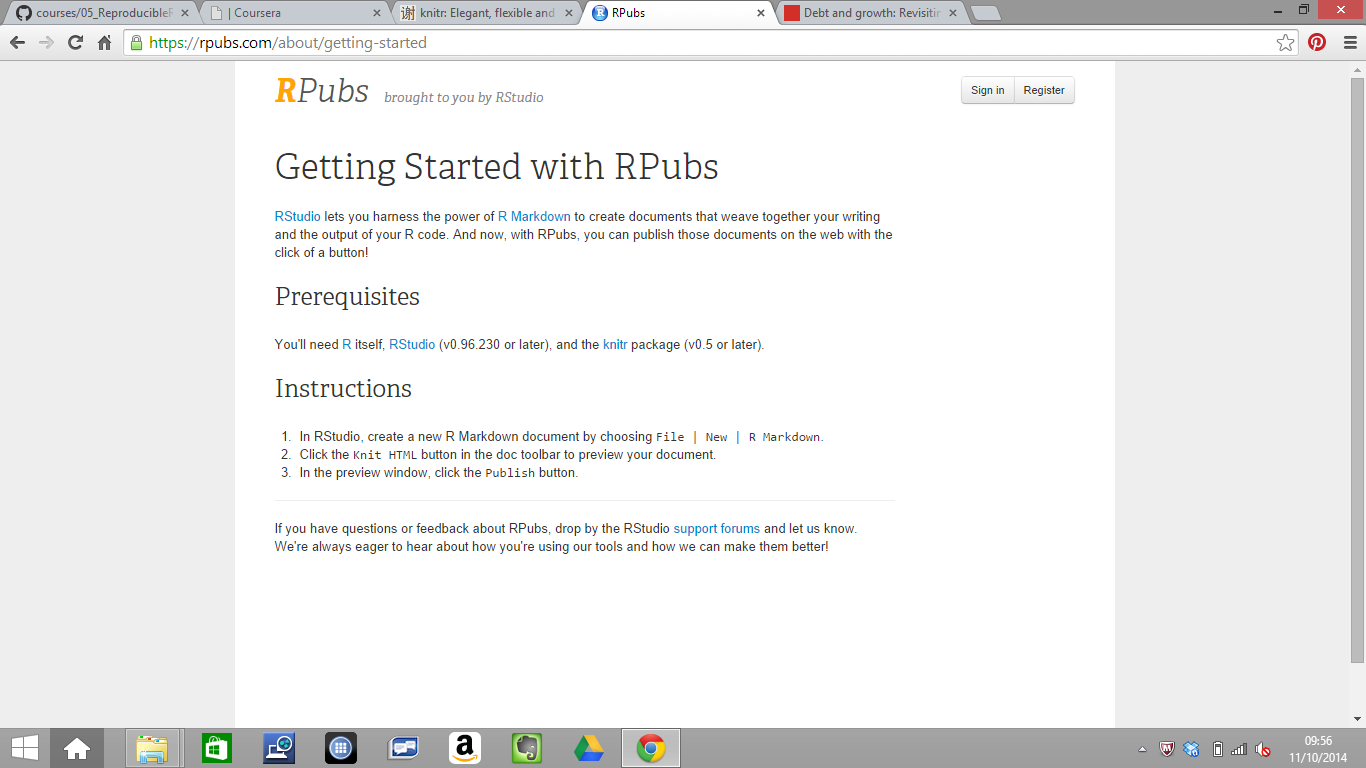 courses/05_ReproducibleR
| Coursera
谢 knitr: Elegant, flexible and
RPubs
Debt and growth: Revisitin
https://rpubs.com/about/getting-started
RPubs brought to you by RStudio
Sign in Register
Getting Started with RPubs
RStudio lets you harness the power of R Markdown to create documents that weave together your writing
and the output of your R code. And now, with RPubs, you can publish those documents on the web with the
click of a button!
Prerequisites
You'll need R itself, RStudio (v0.96.230 or later), and the knitr package (v0.5 or later).
Instructions
1. In RStudio, create a new R Markdown document by choosing File | New | R Markdown.
2. Click the Knit HTML button in the doc toolbar to preview your document.
3. In the preview window, click the Publish button.
If you have questions or feedback about RPubs, drop by the RStudio support forums and let us know.
We're always eager to hear about how you're using our tools and how we can make them better!
09:56
11/10/2014